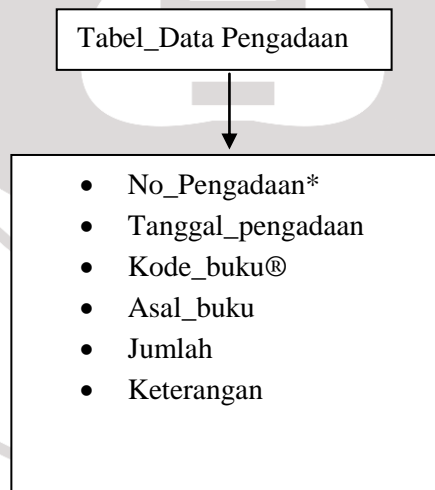 Tabel_Data Pengadaan
• No_Pengadaan*
• Tanggal_pengadaan
• Kode_buku®
• Asal_buku
• Jumlah
• Keterangan